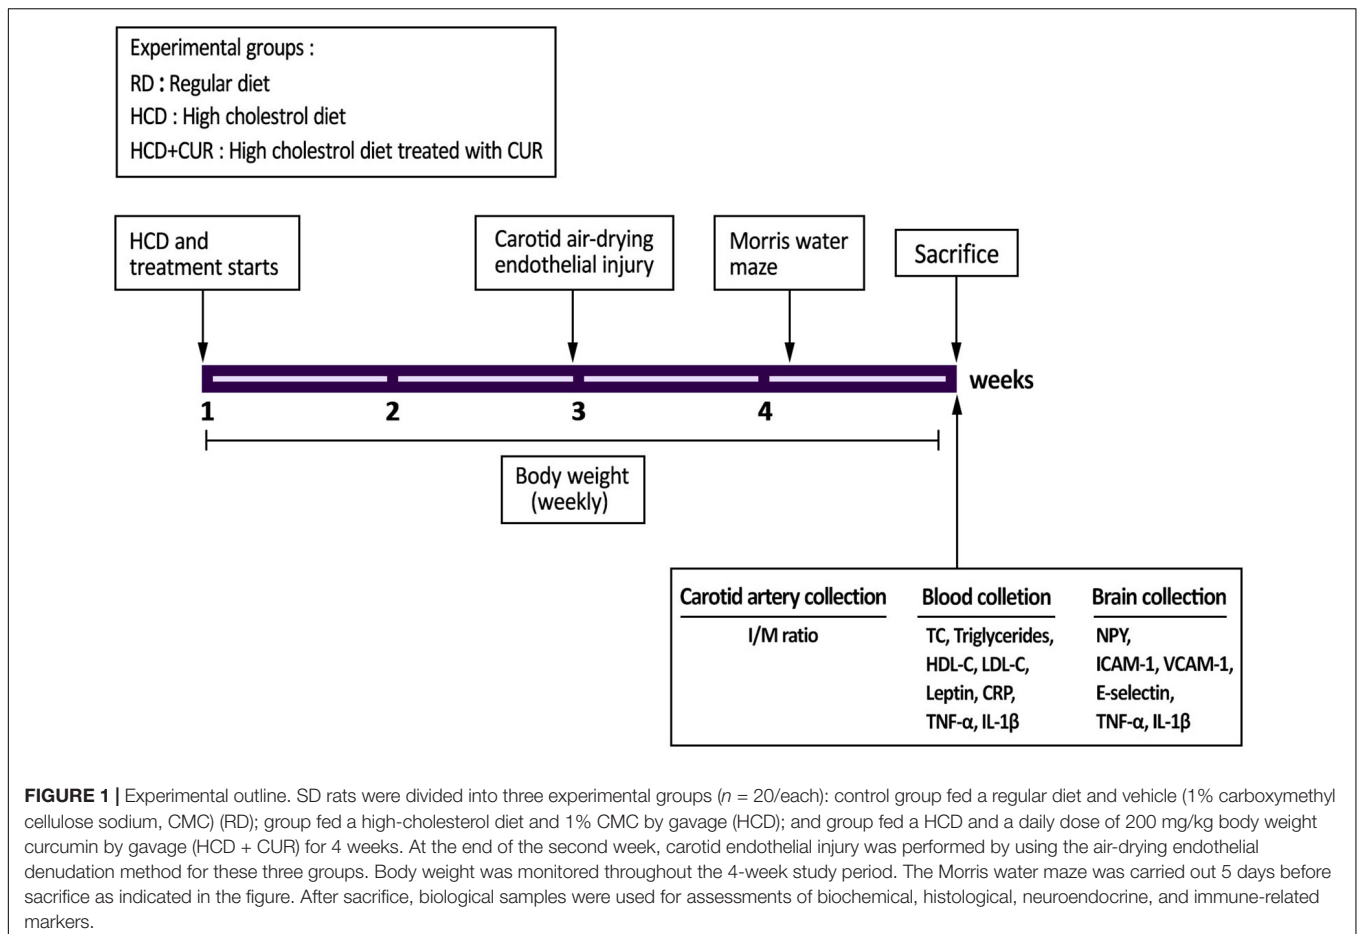 Experimental groups :
RD : Regular diet
HCD : High cholestrol diet
HCD+CUR : High cholestrol diet treated with CUR
HCD and
treatment starts
Carotid air-drying
endothelial injury
Morris water
maze
Sacrifice
weeks
1
2
3
4
Body weight
(weekly)
Carotid artery collection
I/M ratio
Blood colletion
TC, Triglycerides,
HDL-C, LDL-C,
Leptin, CRP,
TNF-α, IL-1β
Brain collection
NPY,
ICAM-1, VCAM-1,
E-selectin,
TNF-α, IL-1β
FIGURE 1 | Experimental outline. SD rats were divided into three experimental groups (n = 20/each): control group fed a regular diet and vehicle (1% carboxymethyl
cellulose sodium, CMC) (RD); group fed a high-cholesterol diet and 1% CMC by gavage (HCD); and group fed a HCD and a daily dose of 200 mg/kg body weight
curcumin by gavage (HCD + CUR) for 4 weeks. At the end of the second week, carotid endothelial injury was performed by using the air-drying endothelial
denudation method for these three groups. Body weight was monitored throughout the 4-week study period. The Morris water maze was carried out 5 days before
sacrifice as indicated in the figure. After sacrifice, biological samples were used for assessments of biochemical, histological, neuroendocrine, and immune-related
markers.